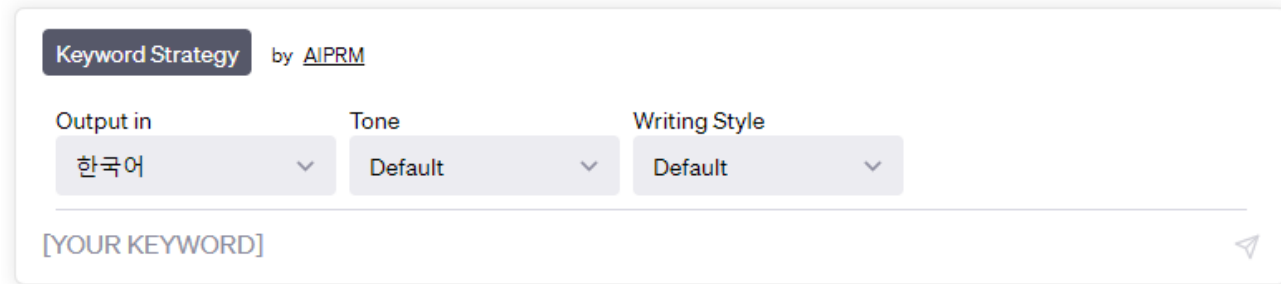 Keyword Strategy by AIPRM
Output in Tone Writing Style
한국어 Default Default
[YOUR KEYWORD]